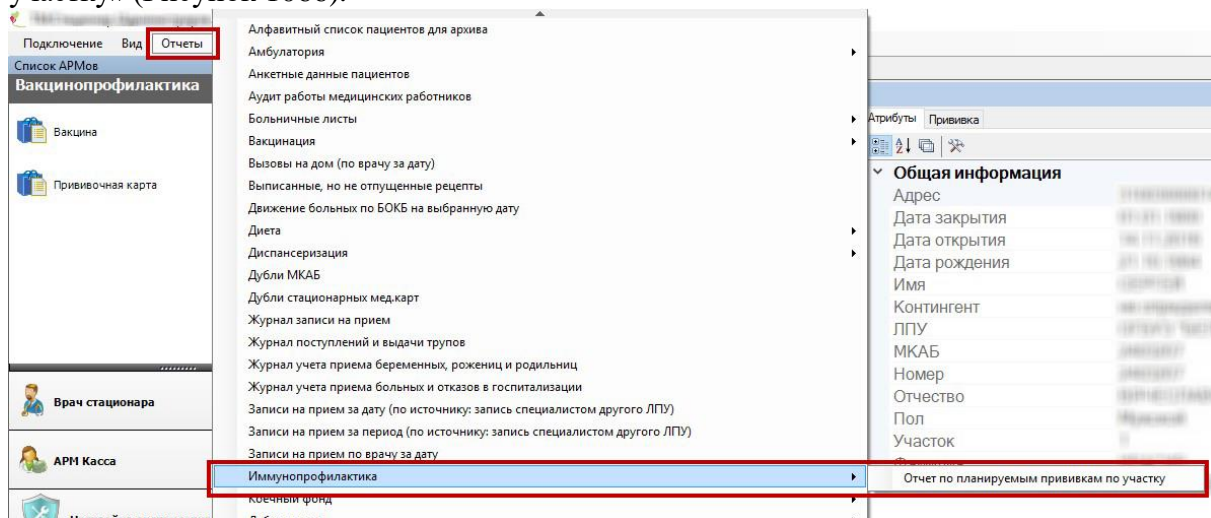 Подключение Вид Отчеты
Список АРМов
Вакцинопрофилактика
Вакцина
Прививочная карта
Врач стационара
АРМ Касса
Алфавитный список пациентов для архива
Амбулатория
Анкетные данные пациентов
Аудит работы медицинских работников
Больничные листы
Вакцинация
Вызовы на дом (по врачу за дату)
Выписанные, но не отпущенные рецепты
Движение больных по БОКБ на выбранную дату
Диета
Диспансеризация
Дубли МКАБ
Дубли стационарных мед.карт
Журнал записи на прием
Журнал поступлений и выдачи трупов
Журнал учета приема беременных, рожениц и родильниц
Журнал учета приема больных и отказов в госпитализации
Записи на прием за дату (по источнику: запись специалистом другого ЛПУ)
Записи на прием за период (по источнику: запись специалистом другого ЛПУ)
Записи на прием по врачу за дату
Иммунопрофилактика
Коечный фонд
Отчет по планируемым прививкам по участку
Атрибуты Прививка
Общая информация
Адрес
Дата закрытия
Дата открытия
Дата рождения
Имя
Контингент
ЛПУ
МКАБ
Номер
Отчество
Пол
Участок